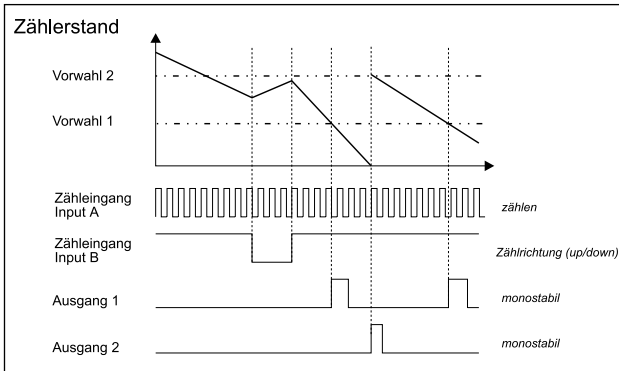 Zählerstand
Vorwahl 2
Vorwahl 1
Zähleingang
Input A
zählen
Zähleingang
Input B
Zählrichtung (up/down)
Ausgang 1
monostabil
Ausgang 2
monostabil